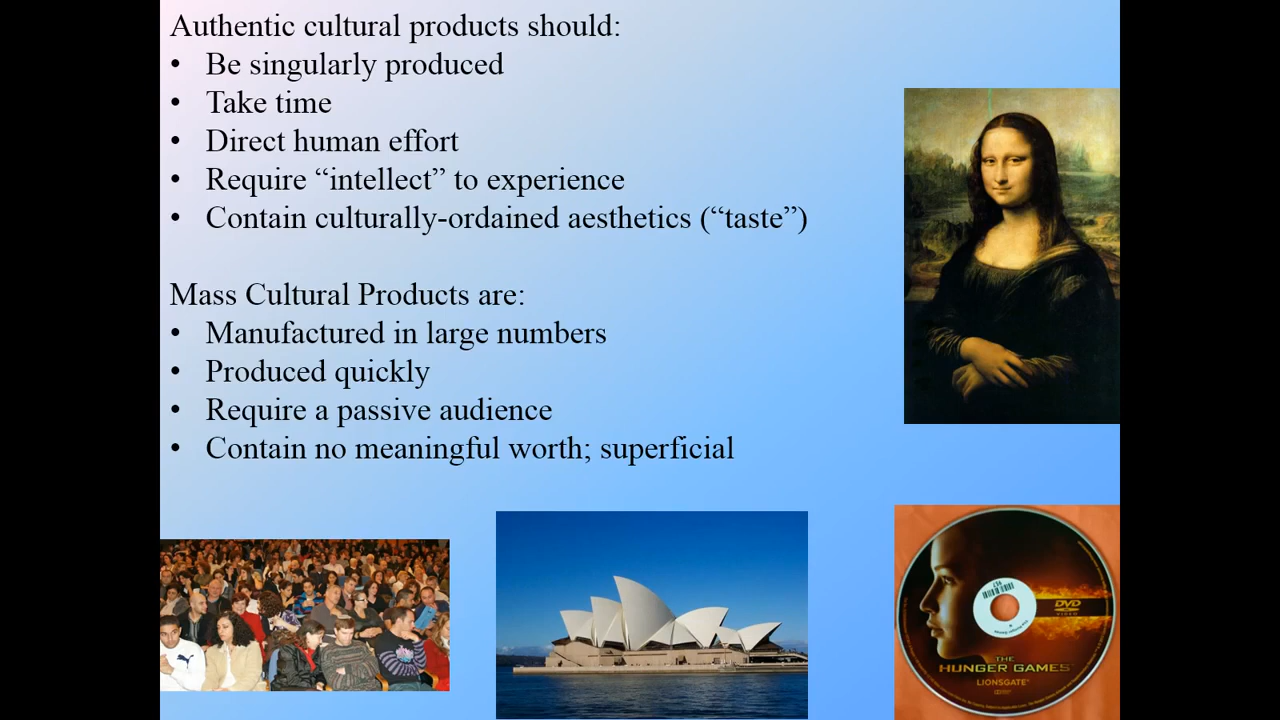 Authentic cultural products should:
• Be singularly produced
• Take time
• Direct human effort
• Require “intellect” to experience
• Contain culturally-ordained aesthetics (“taste”)
Mass Cultural Products are:
• Manufactured in large numbers
• Produced quickly
• Require a passive audience
• Contain no meaningful worth; superficial
DVD
VIDEO
THE
HUNGER GAMES
LIONSGATE